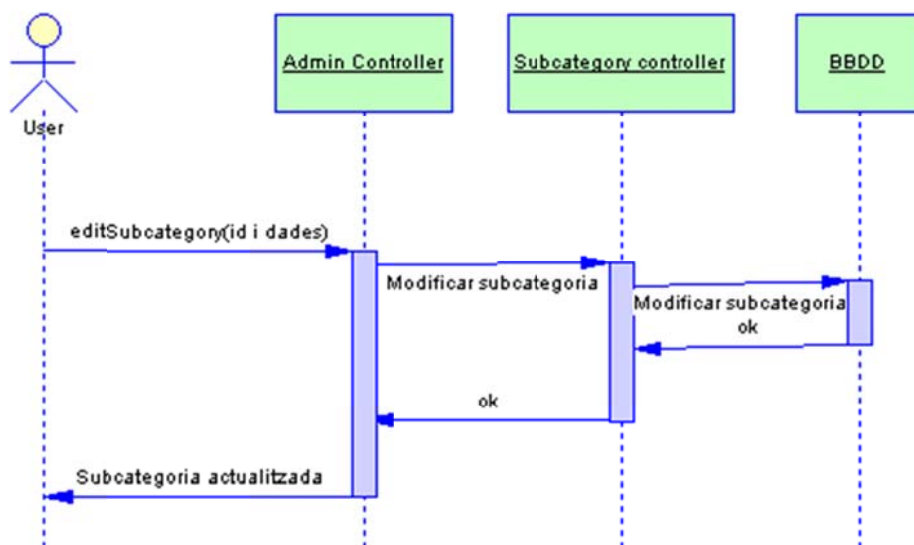 Admin Controller
Subcategory controller
BBDD
User
editSubcategory(id i dades)
Modificar subcategoria
Modificar subcategoria
ok
ok
Subcategoria actualitzada